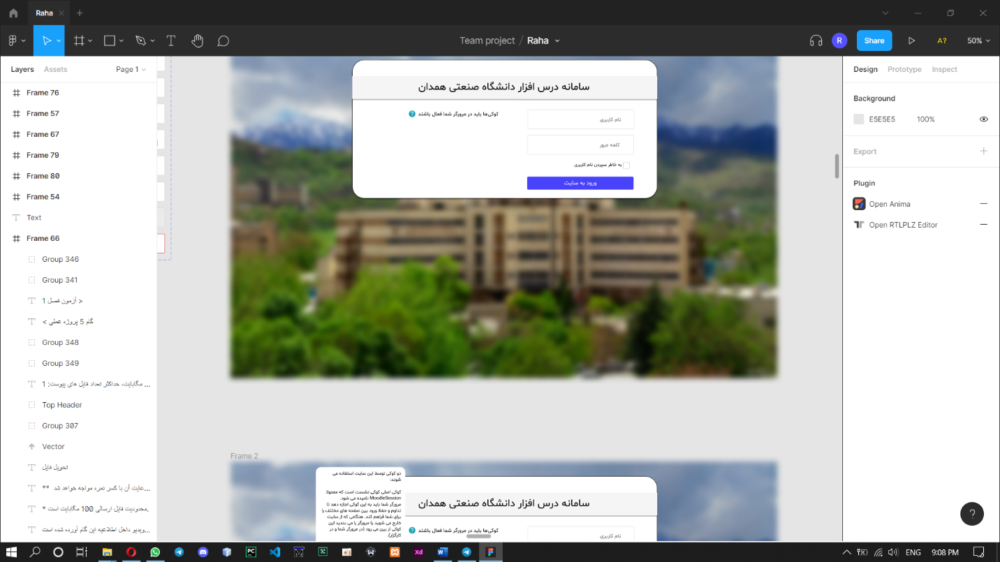 Raha
Team project / Raha
R
Share
A?
50%
Layers
Assets
Page 1
Frame 76
Frame 57
Frame 67
Frame 79
Frame 80
Frame 54
Text
Frame 66
Group 346
Group 341
آزمون فصل 1 >
گام 5 پروژه عملی >
Group 348
Group 349
... مگابایت، حداکثر تعداد فایل های پیوست: 1
Top Header
Group 307
Vector
تحویل فایل
** ...عایت آن با کسر نمره مواجه خواهد شد
* محدودیت فایل ارسالی 100 مگابایت است.
...ویدیو داخل اطلاعیه این گام آورده شده است
سامانه درس افزار دانشگاه صنعتی همدان
کوکی‌ها باید در مرورگر شما فعال باشند ?
نام کاربری
کلمه عبور
به خاطر سپردن نام کاربری
ورود به سایت
Frame 2
دو کوکی توسط این سایت استفاده می
شوند:
کوکی اصلی کوکی نشست است که معمولا
MoodleSession نامیده می شود.
مرورگر شما باید به این کوکی اجازه دهد تا
تداوم و حفظ ورود بین صفحه های مختلف را
برای شما فراهم کند. هنگامی که از سایت
خارج می شوید یا مرورگر را می بندید این
کوکی از بین می رود (در مرورگر شما و در
کارگزار).
سامانه درس افزار دانشگاه صنعتی همدان
کوکی‌ها باید در مرورگر شما فعال باشند ?
نام کاربری
Design
Prototype
Inspect
Background
E5E5E5
100%
Export
Plugin
Open Anima
Open RTLPLZ Editor
?
PC
Xd
ENG
9:08 PM